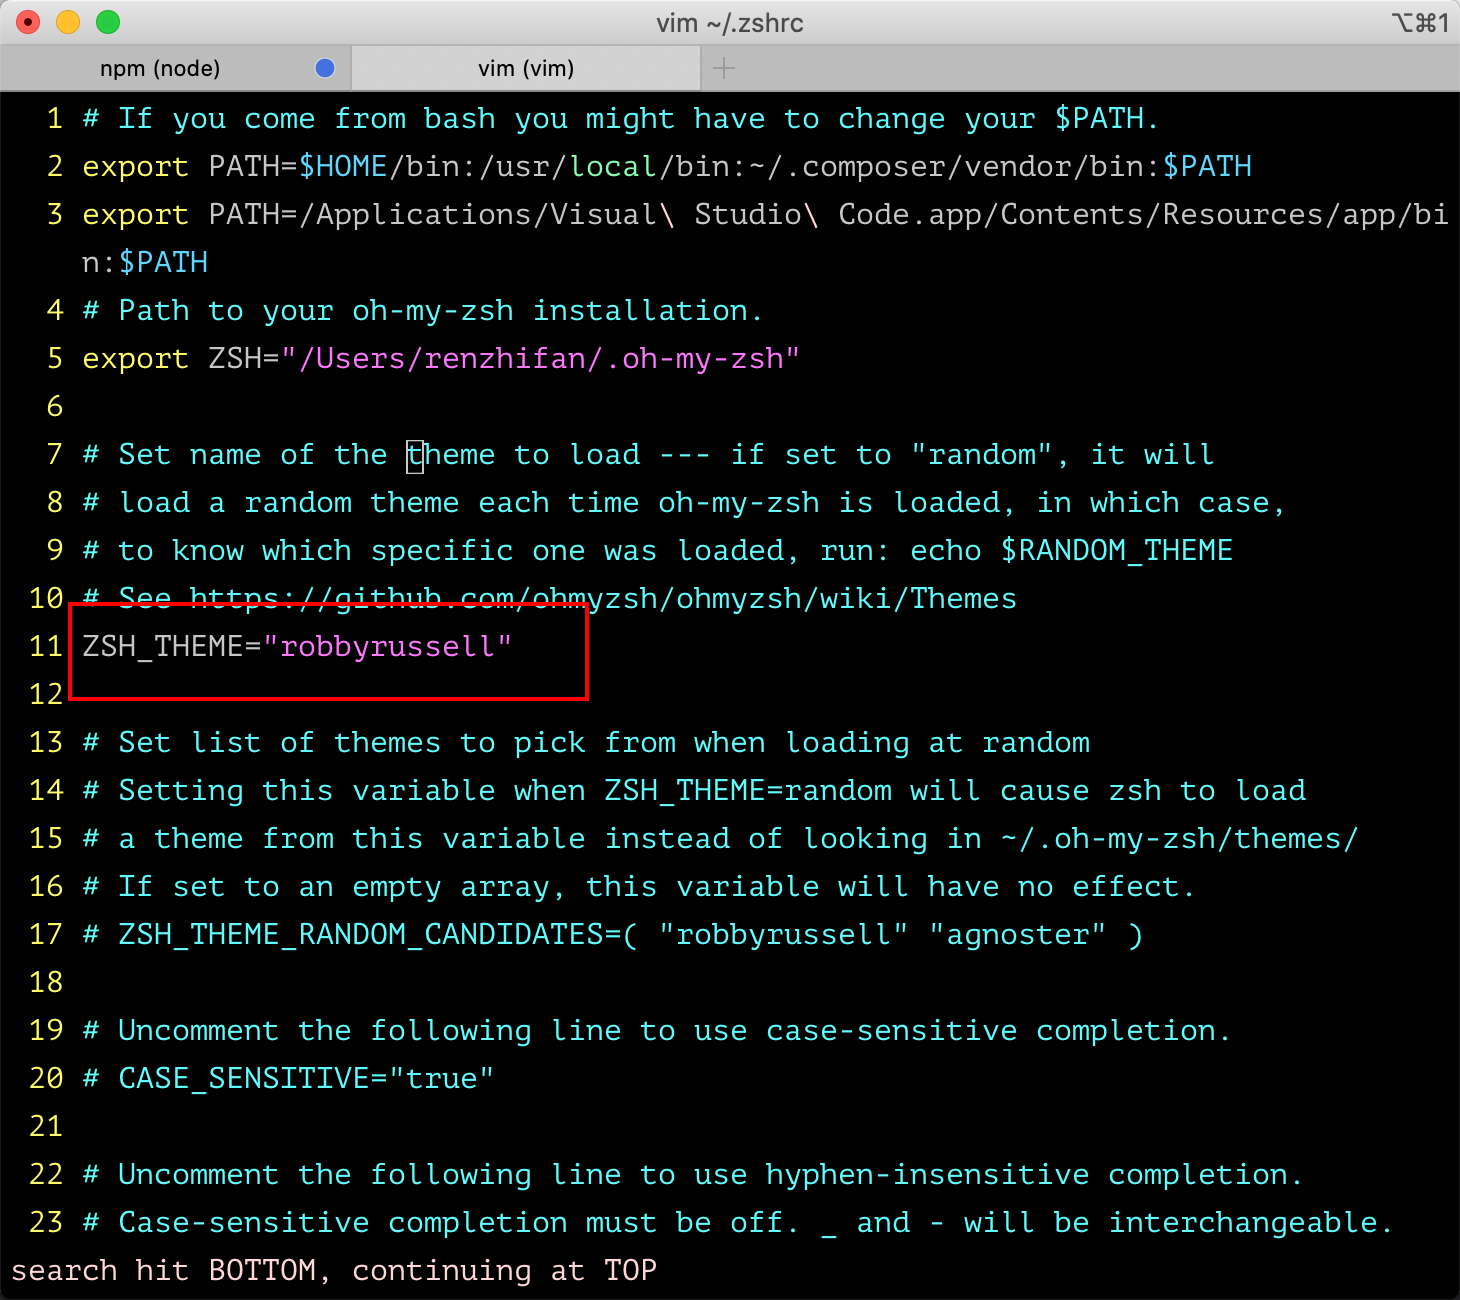 vim ~/.zshrc
⌥⌘1
npm (node)
vim (vim)
1 # If you come from bash you might have to change your $PATH.
2 export PATH=$HOME/bin:/usr/local/bin:~/.composer/vendor/bin:$PATH
3 export PATH=/Applications/Visual\ Studio\ Code.app/Contents/Resources/app/bi
n:$PATH
4 # Path to your oh-my-zsh installation.
5 export ZSH="/Users/renzhifan/.oh-my-zsh"
6
7 # Set name of the theme to load --- if set to "random", it will
8 # load a random theme each time oh-my-zsh is loaded, in which case,
9 # to know which specific one was loaded, run: echo $RANDOM_THEME
10 # See https://github.com/ohmyzsh/ohmyzsh/wiki/Themes
11 ZSH_THEME="robbyrussell"
12
13 # Set list of themes to pick from when loading at random
14 # Setting this variable when ZSH_THEME=random will cause zsh to load
15 # a theme from this variable instead of looking in ~/.oh-my-zsh/themes/
16 # If set to an empty array, this variable will have no effect.
17 # ZSH_THEME_RANDOM_CANDIDATES=( "robbyrussell" "agnoster" )
18
19 # Uncomment the following line to use case-sensitive completion.
20 # CASE_SENSITIVE="true"
21
22 # Uncomment the following line to use hyphen-insensitive completion.
23 # Case-sensitive completion must be off. _ and - will be interchangeable.
search hit BOTTOM, continuing at TOP